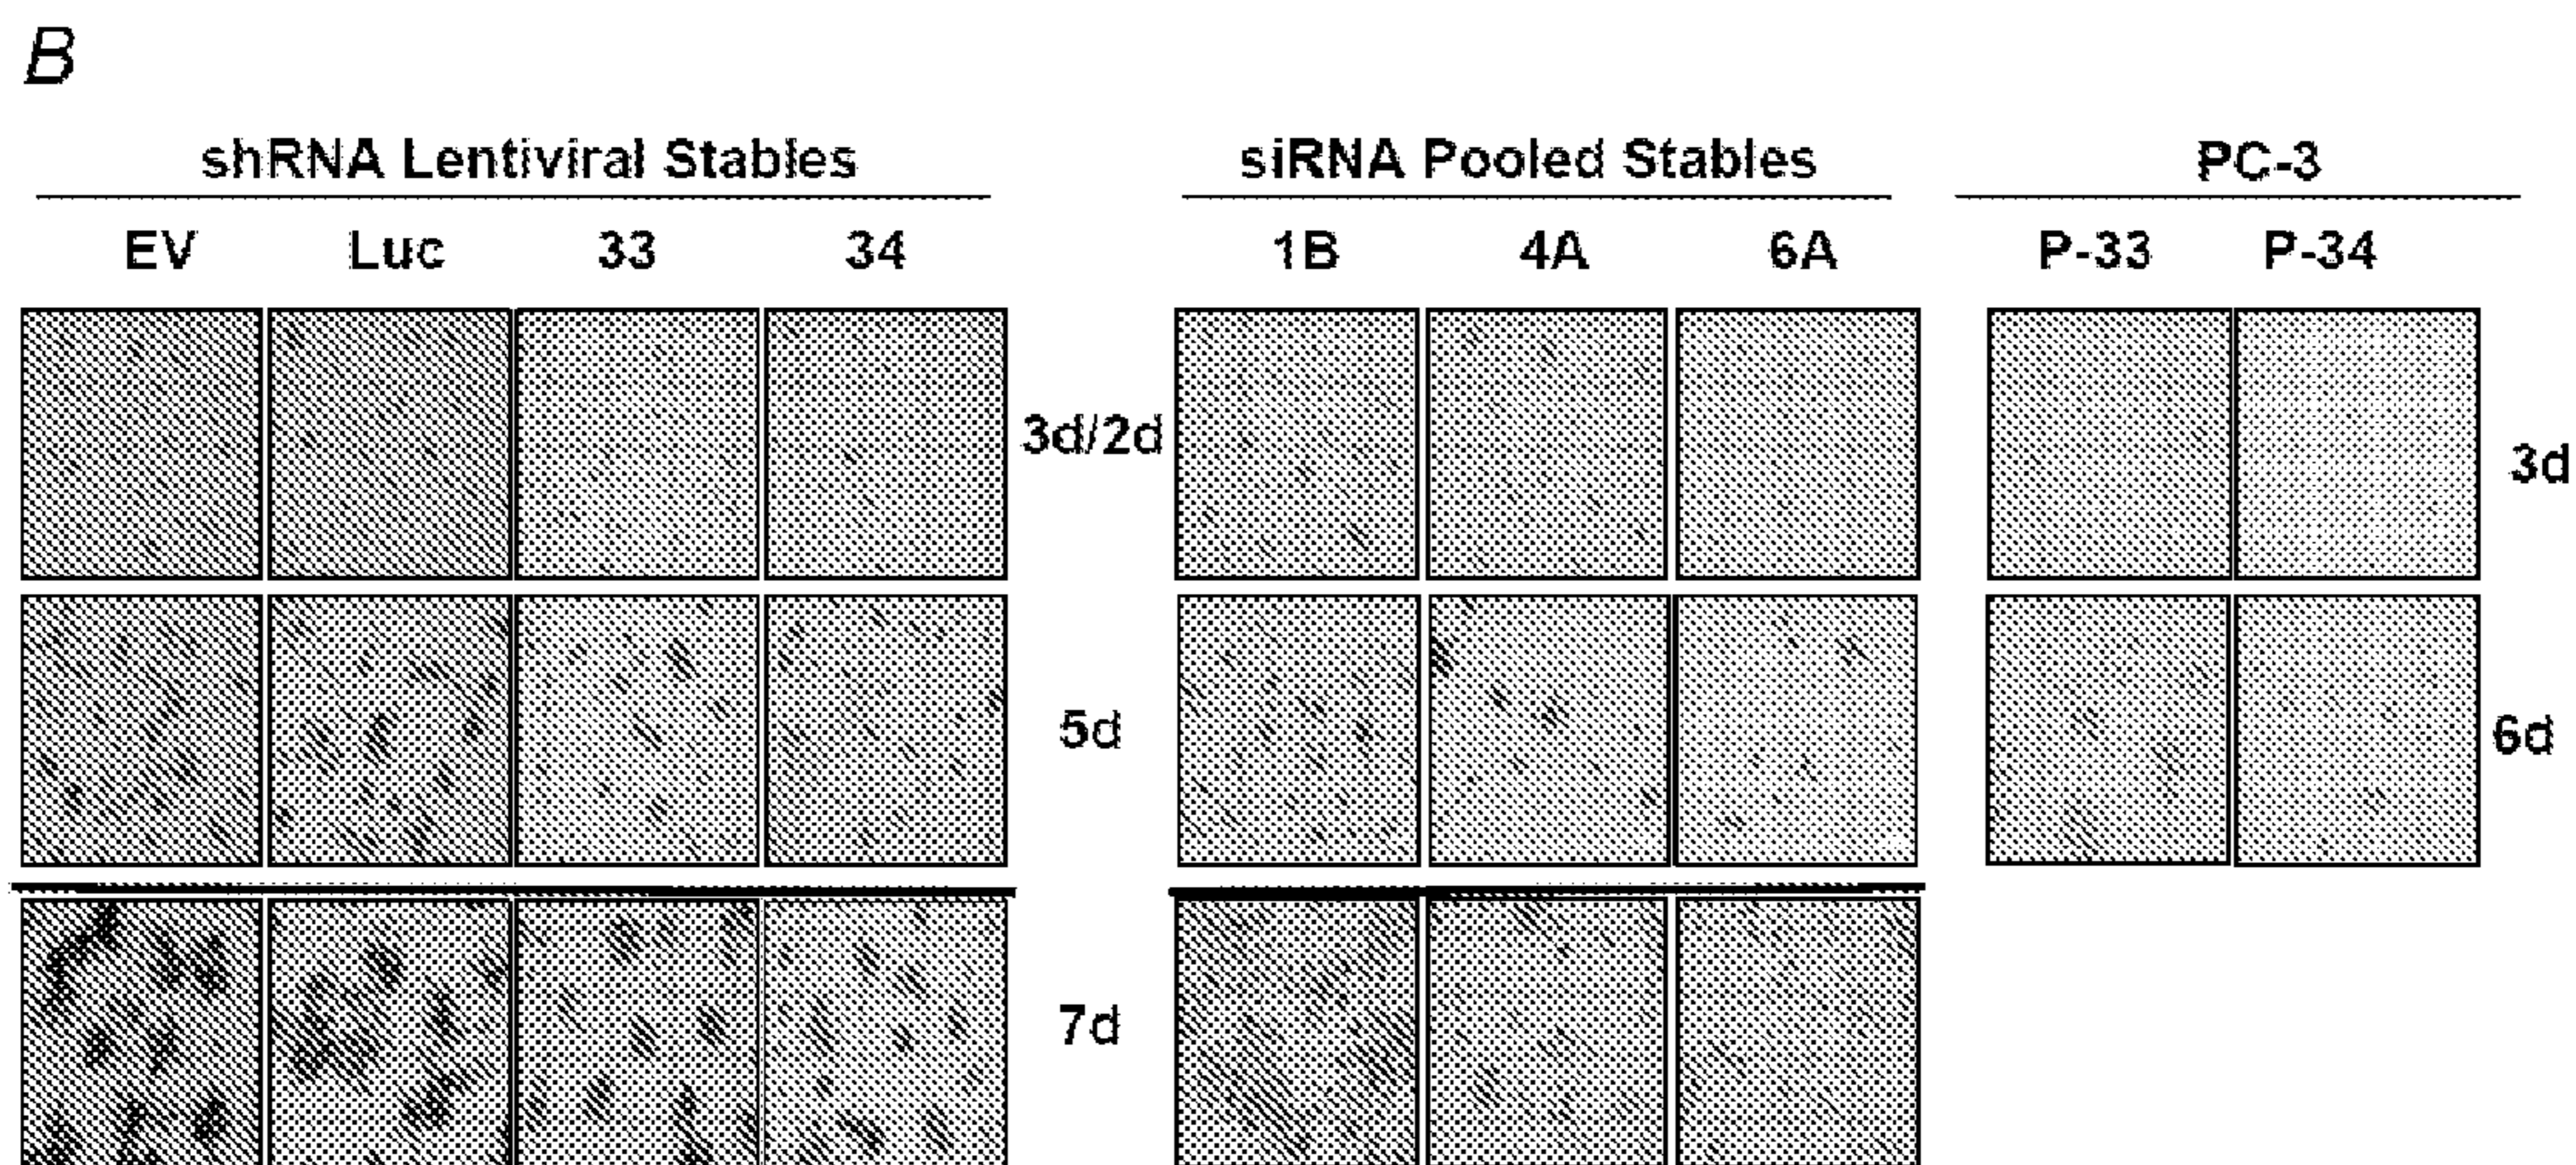 B
shRNA Lentiviral Stables siRNA Pooled Stables PC-3
EV Luc 33 34 1B 4A 6A P-33 P-34
3d/2d 3d
5d 6d
7d